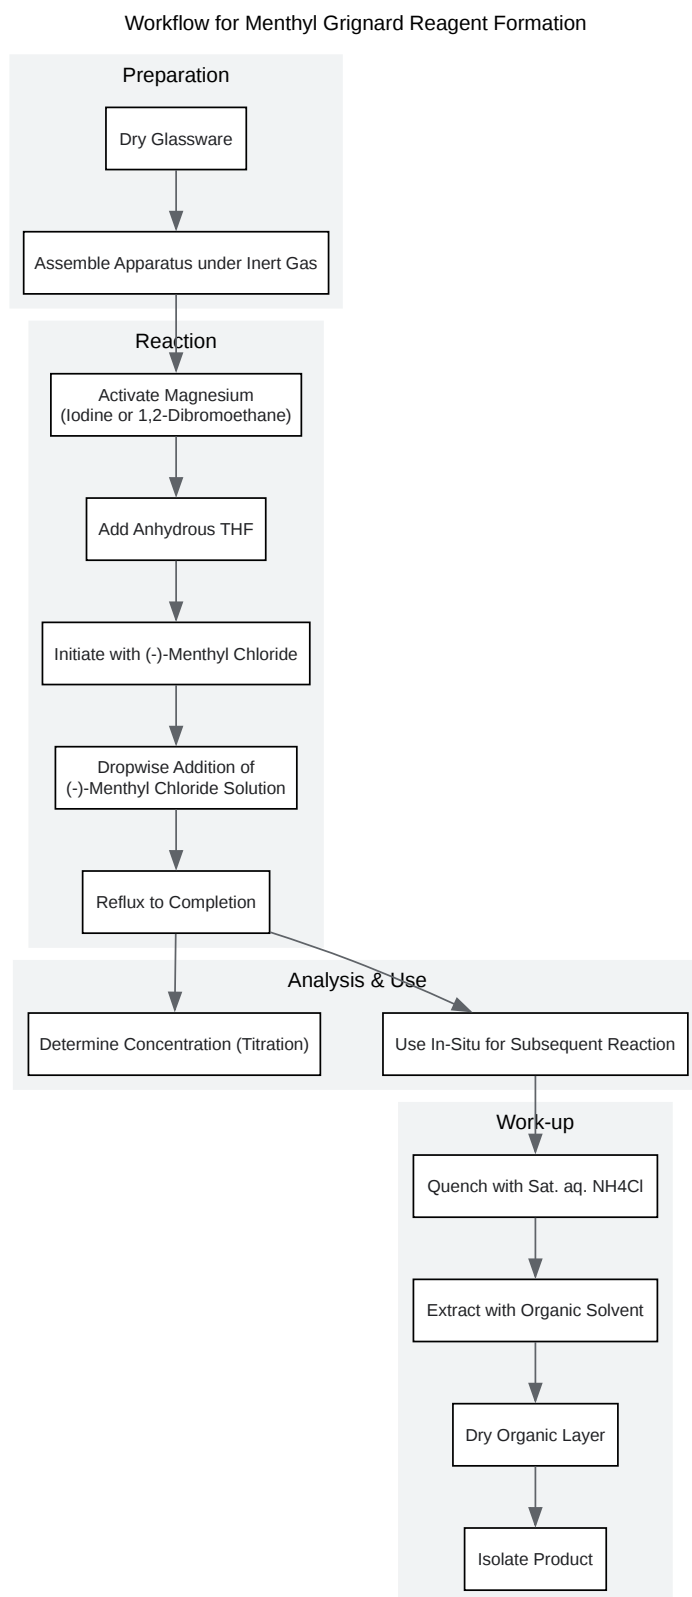 Workflow for Menthyl Grignard Reagent Formation
Preparation
Dry Glassware
Assemble Apparatus under Inert Gas
Reaction
Activate Magnesium
(Iodine or 1,2-Dibromoethane)
Add Anhydrous THF
Initiate with (-)-Menthyl Chloride
Dropwise Addition of
(-)-Menthyl Chloride Solution
Reflux to Completion
Analysis & Use
Determine Concentration (Titration)
Use In-Situ for Subsequent Reaction
Work-up
Quench with Sat. aq. NH4Cl
Extract with Organic Solvent
Dry Organic Layer
Isolate Product